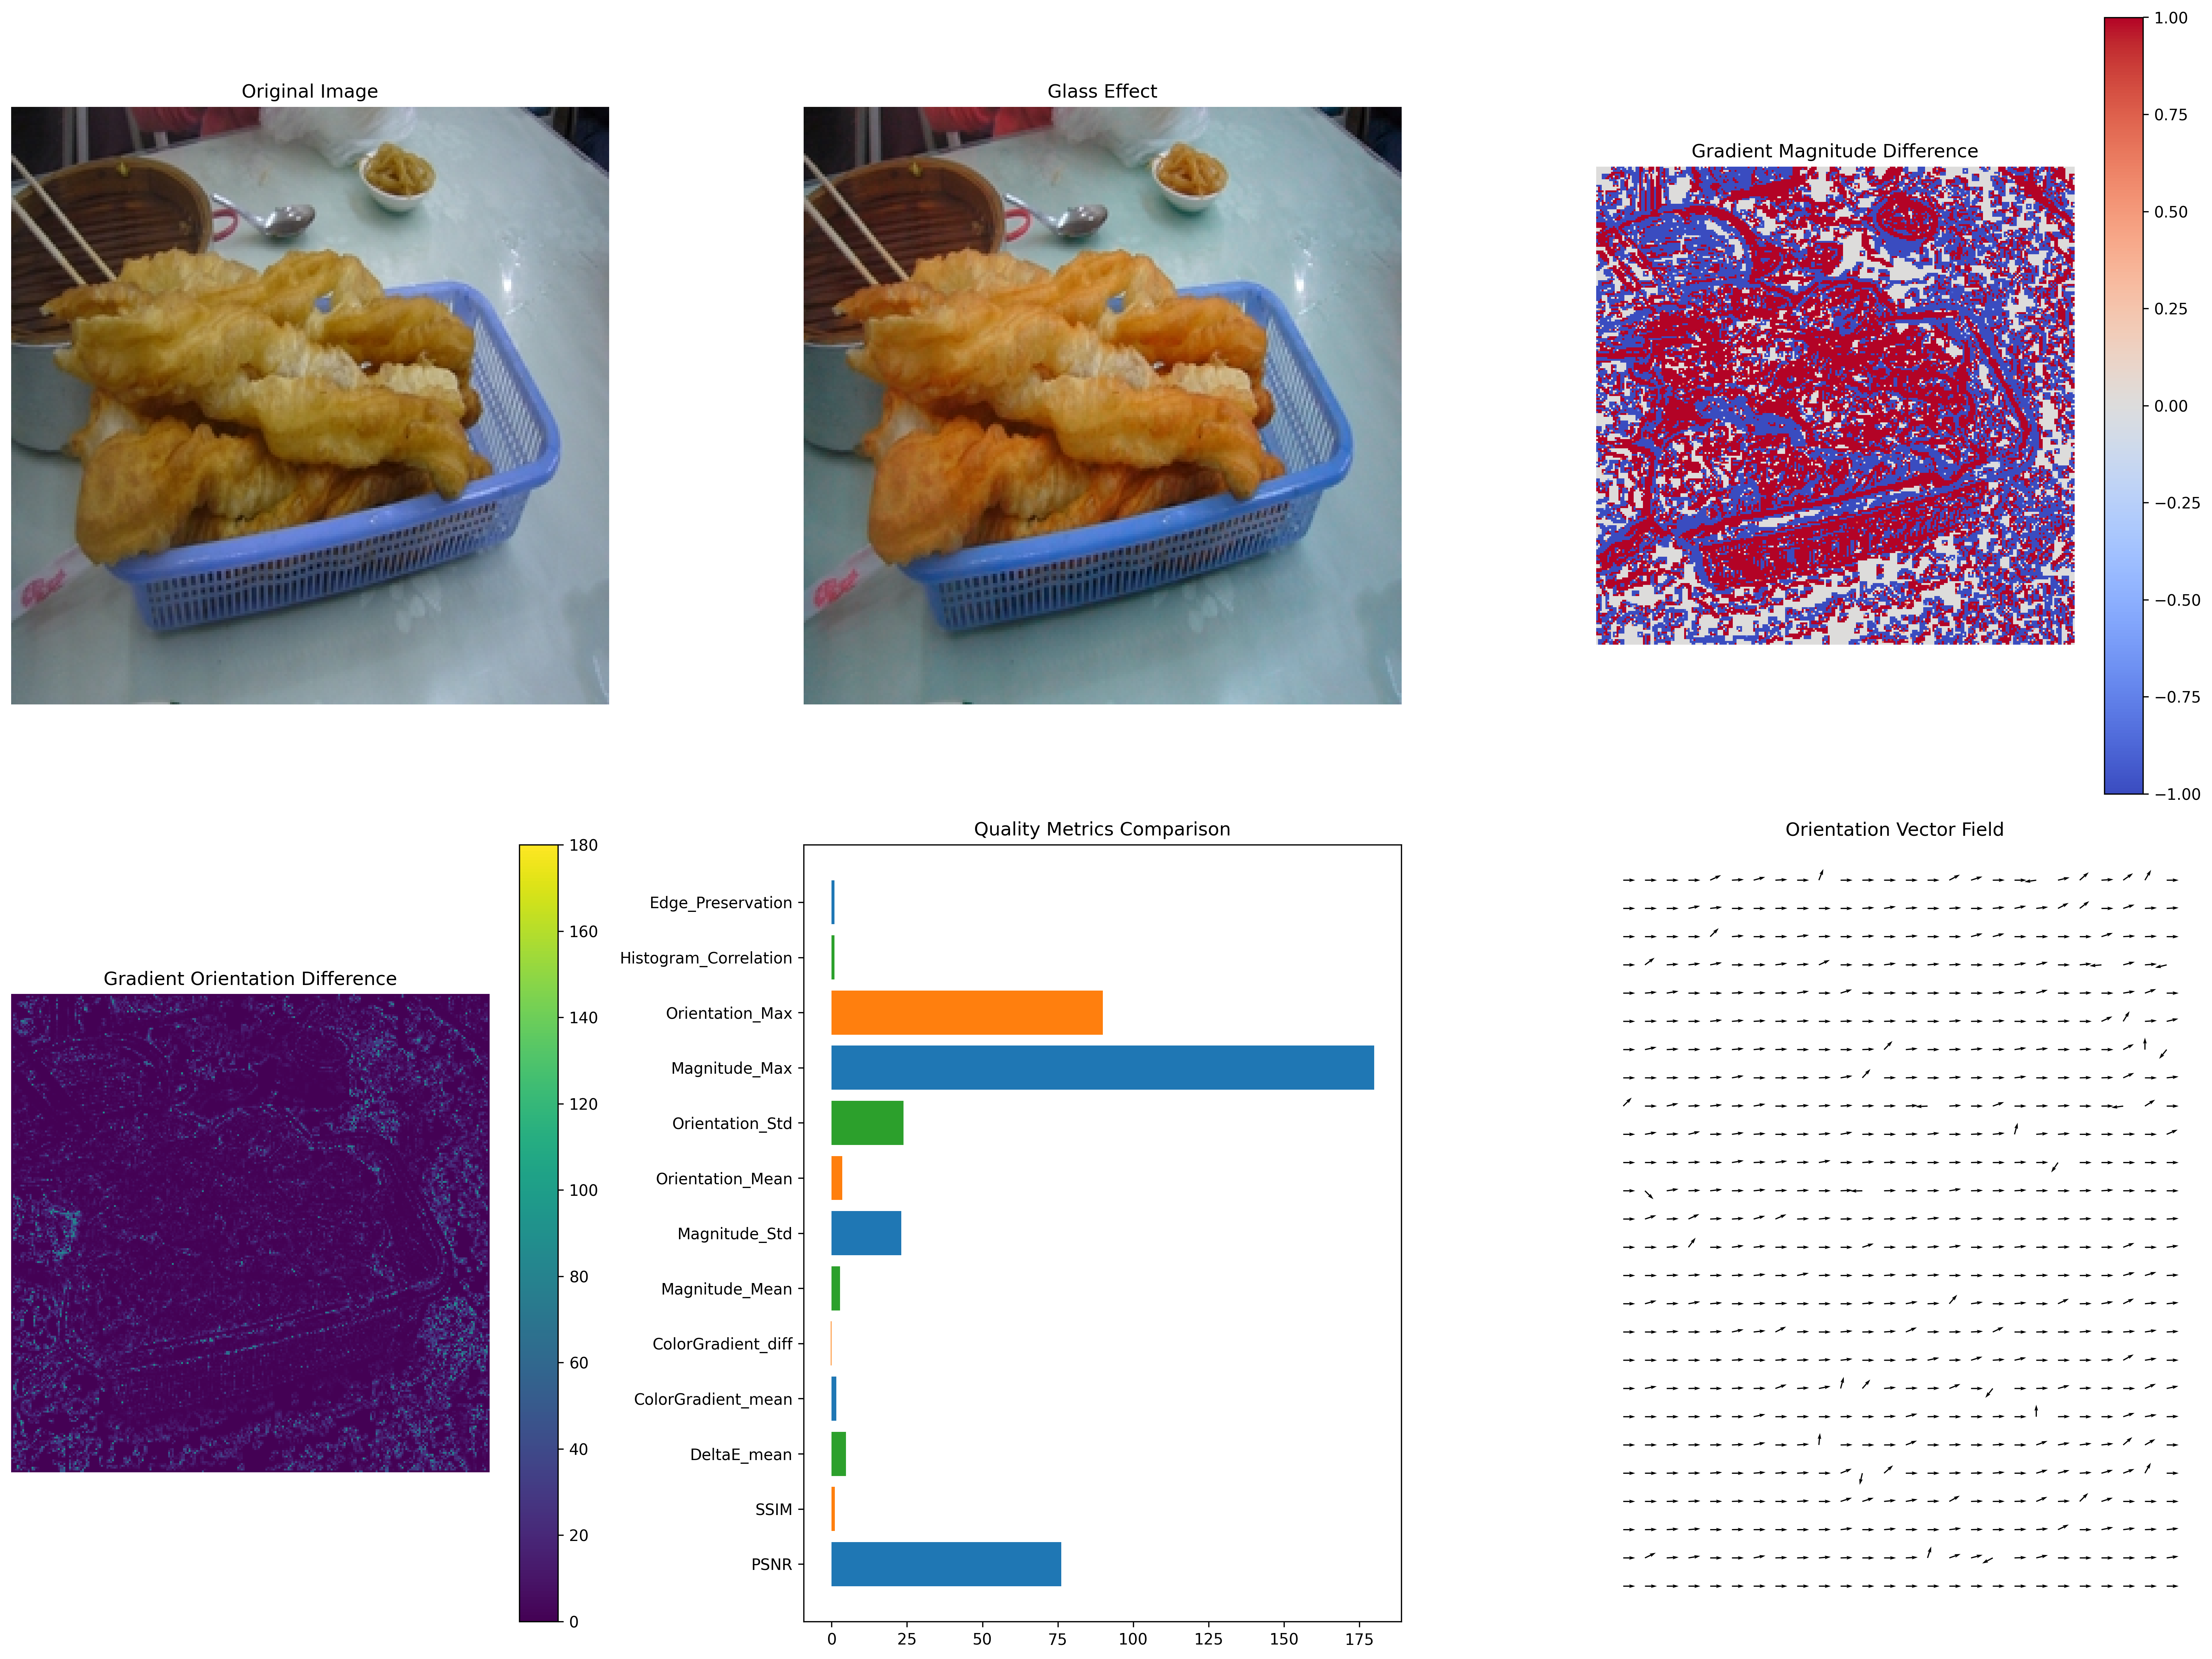 Original Image
Glass Effect
Gradient Magnitude Difference
1.00
0.75
0.50
0.25
0.00
−0.25
−0.50
−0.75
−1.00
Gradient Orientation Difference
180
160
140
120
100
80
60
40
20
0
Quality Metrics Comparison
Edge_Preservation
Histogram_Correlation
Orientation_Max
Magnitude_Max
Orientation_Std
Orientation_Mean
Magnitude_Std
Magnitude_Mean
ColorGradient_diff
ColorGradient_mean
DeltaE_mean
SSIM
PSNR
0 25 50 75 100 125 150 175
Orientation Vector Field